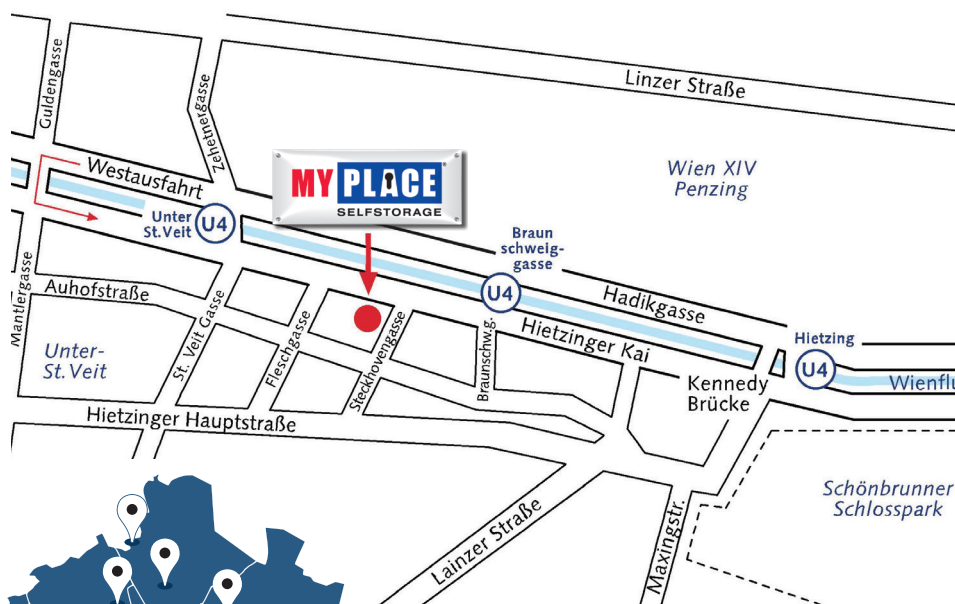 Guldengasse
Zehetnergasse
Linzer Straße
Westausfahrt
Wien XIV
Penzing
MY PLACE
SELFSTORAGE
Unter
St.Veit
U4
Braun
schweig-
gasse
U4
Hadikgasse
Mantlergasse
Auhofstraße
St. Veit Gasse
Fleschgasse
Steckhovengasse
Braunschw.g.
Hietzinger Kai
Hietzing
U4
Unter-
St.Veit
Kennedy
Brücke
Wienflu
Hietzinger Hauptstraße
Schönbrunner
Schlosspark
Lainzer Straße
Maxingstr.